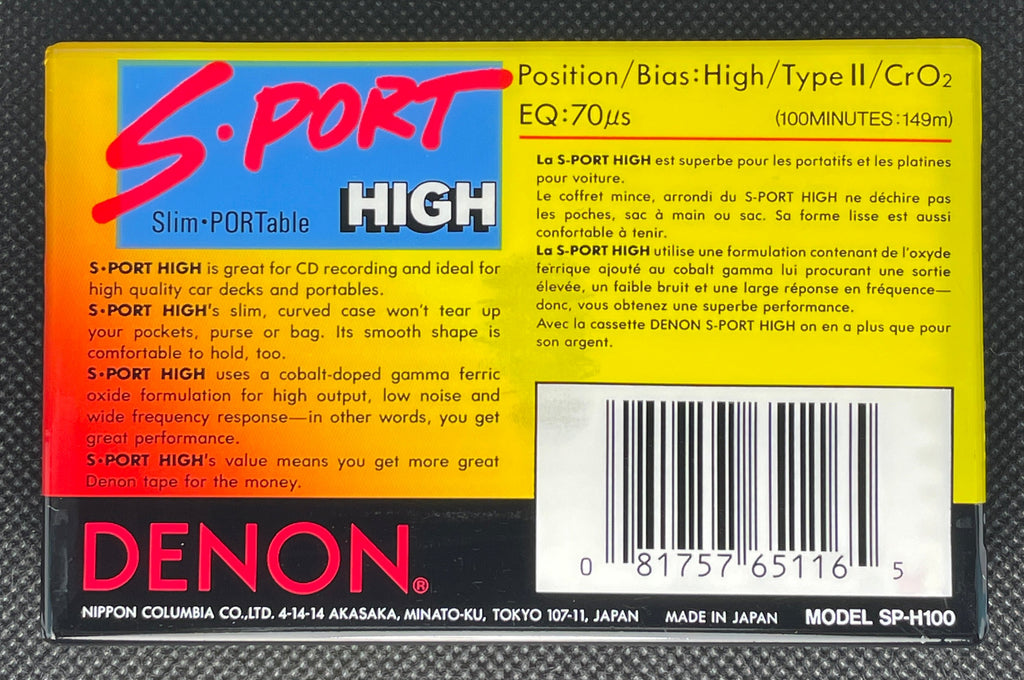 S•PORT
Slim•PORTable
HIGH
S•PORT HIGH is great for CD recording and ideal for
high quality car decks and portables.
S•PORT HIGH's slim, curved case won't tear up
your pockets, purse or bag. Its smooth shape is
comfortable to hold, too.
S•PORT HIGH uses a cobalt-doped gamma ferric
oxide formulation for high output, low noise and
wide frequency response—in other words, you get
great performance.
S•PORT HIGH's value means you get more great
Denon tape for the money.
Position/Bias:High/Type II/CrO2
EQ:70µs
(100MINUTES:149m)
La S-PORT HIGH est superbe pour les portatifs et les platines
pour voiture.
Le coffret mince, arrondi du S-PORT HIGH ne déchire pas
les poches, sac à main ou sac. Sa forme lisse est aussi
confortable à tenir.
La S-PORT HIGH utilise une formulation contenant de l'oxyde
ferrique ajouté au cobalt gamma lui procurant une sortie
élevée, un faible bruit et une large réponse en fréquence—
donc, vous obtenez une superbe performance.
Avec la cassette DENON S-PORT HIGH on en a plus que pour
son argent.
0 81757 65116 5
DENON®
NIPPON COLUMBIA CO.,LTD. 4-14-14 AKASAKA, MINATO-KU, TOKYO 107-11, JAPAN MADE IN JAPAN MODEL SP-H100